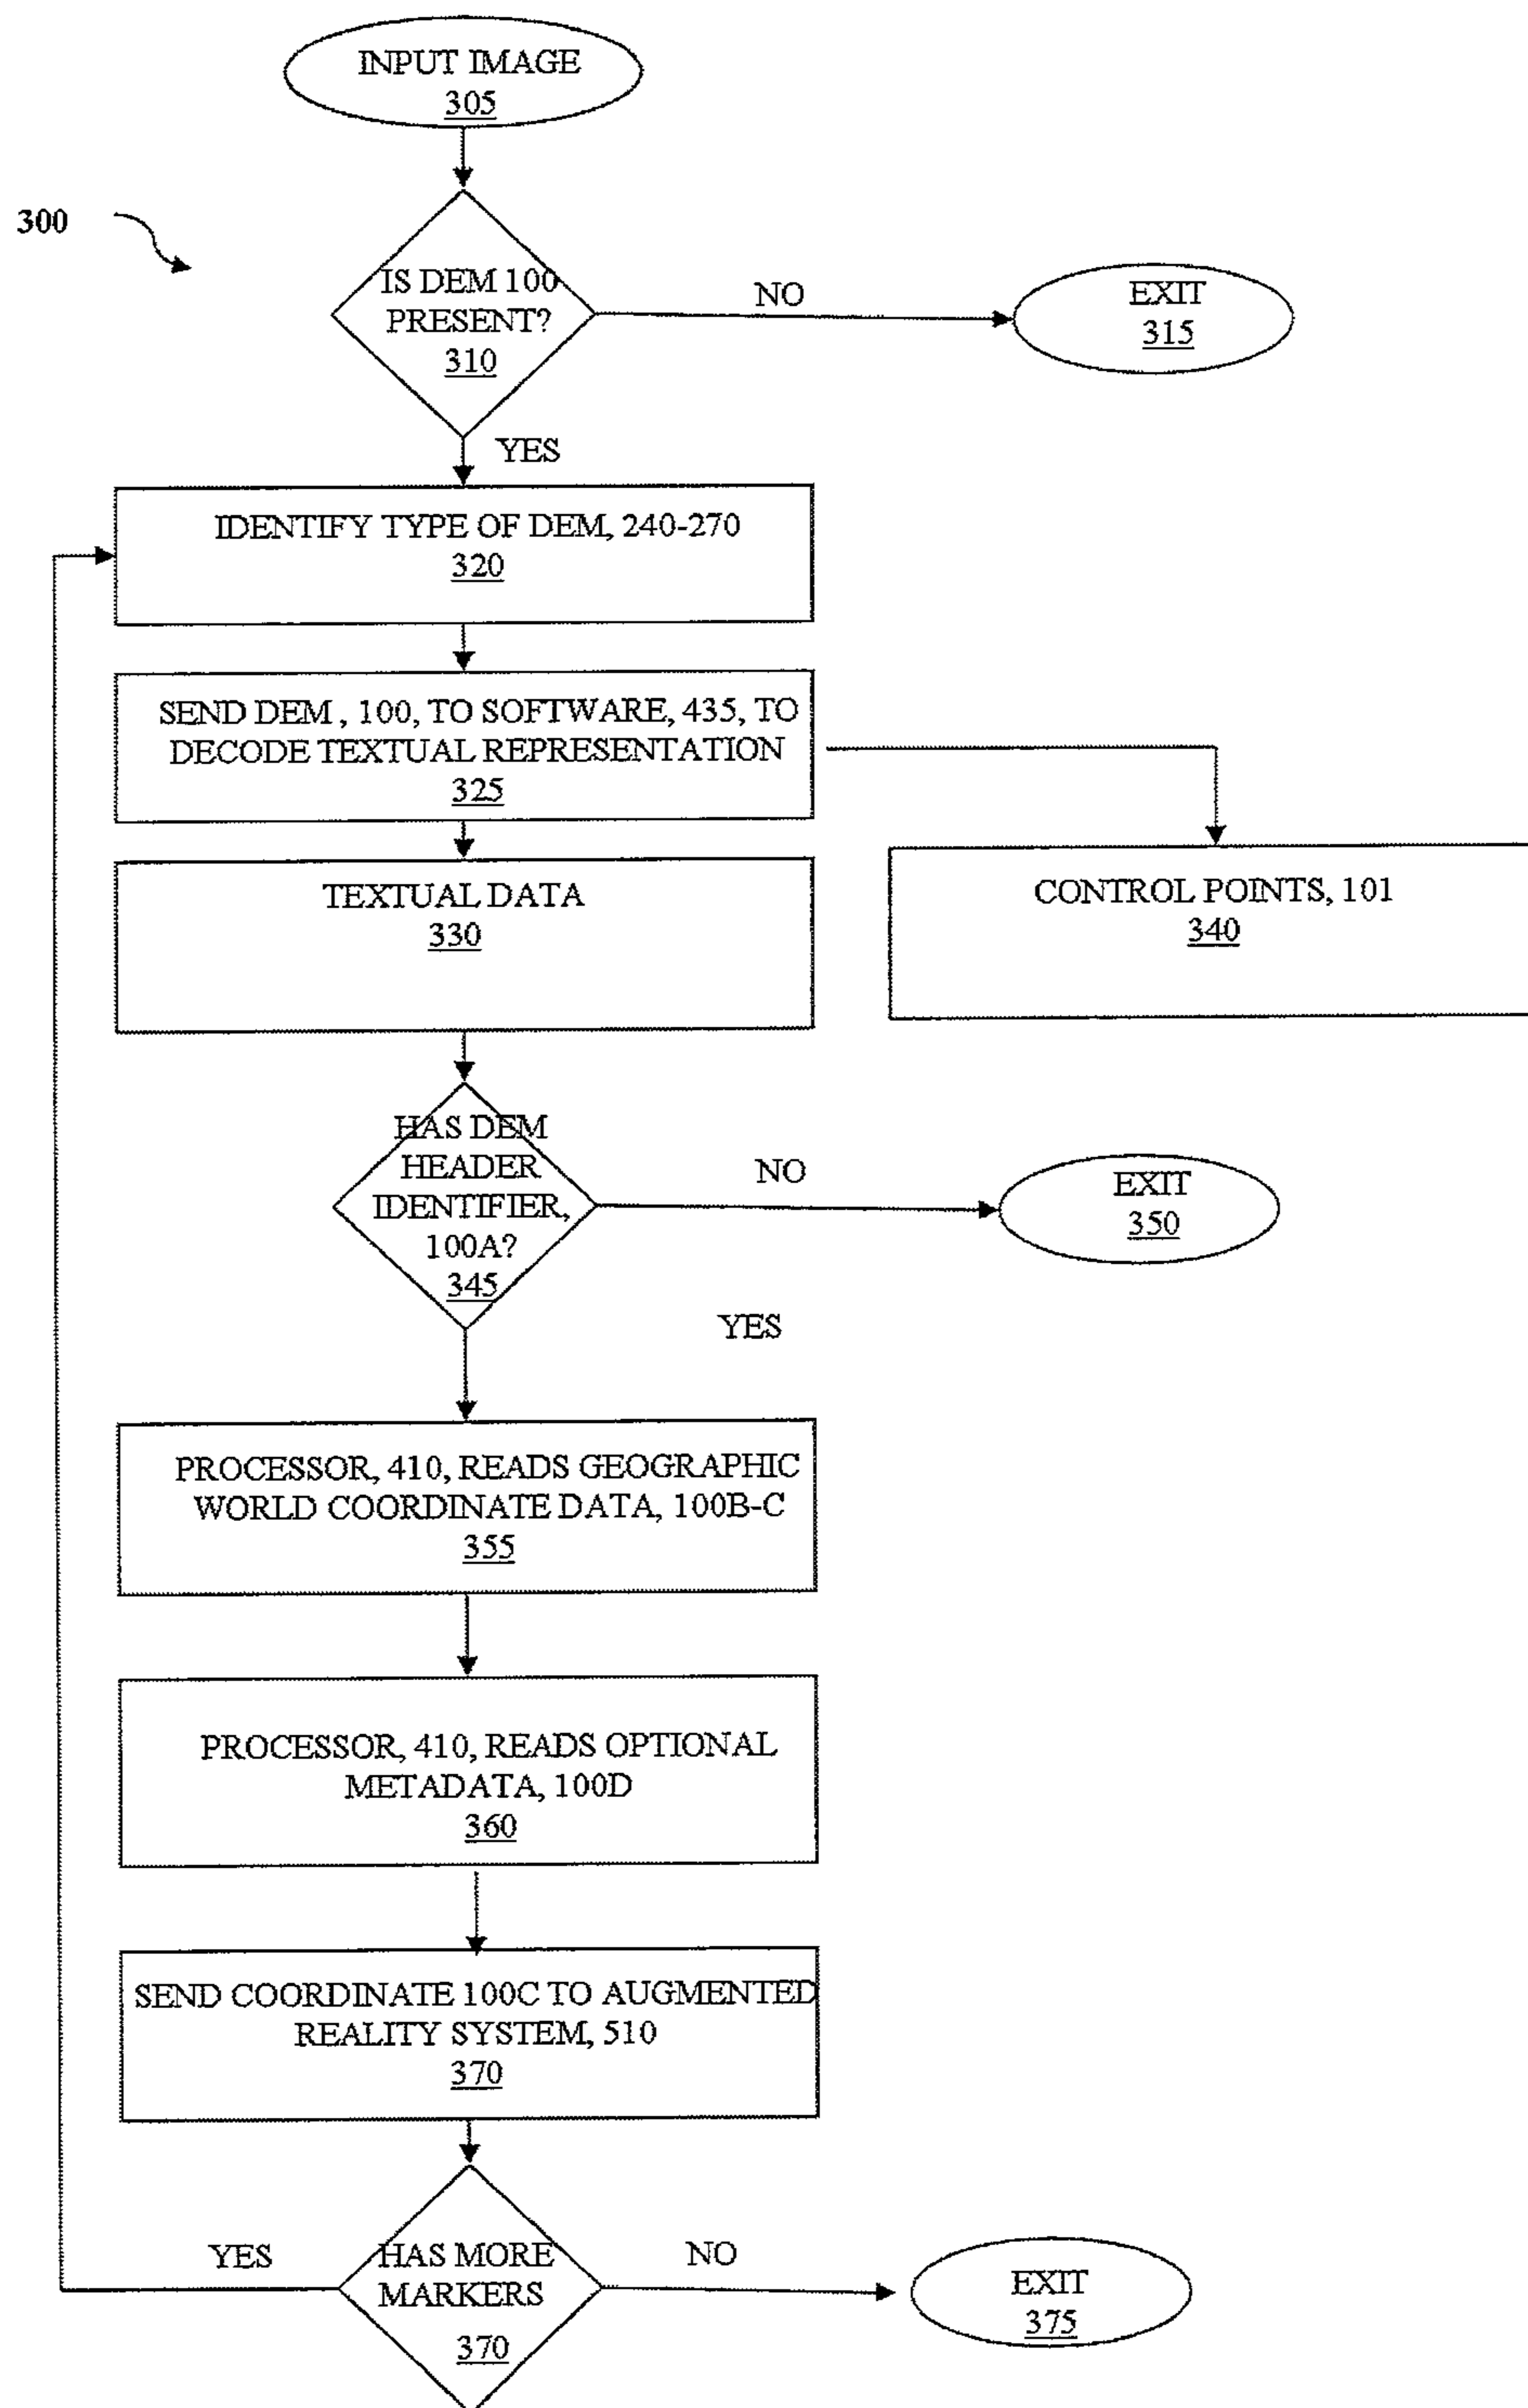 INPUT IMAGE
305
300
IS DEM 100
PRESENT?
310
NO
EXIT
315
YES
IDENTIFY TYPE OF DEM, 240-270
320
SEND DEM , 100, TO SOFTWARE, 435, TO
DECODE TEXTUAL REPRESENTATION
325
TEXTUAL DATA
330
CONTROL POINTS, 101
340
HAS DEM
HEADER
IDENTIFIER,
100A?
345
NO
EXIT
350
YES
PROCESSOR, 410, READS GEOGRAPHIC
WORLD COORDINATE DATA, 100B-C
355
PROCESSOR, 410, READS OPTIONAL
METADATA, 100D
360
SEND COORDINATE 100C TO AUGMENTED
REALITY SYSTEM, 510
370
YES
HAS MORE
MARKERS
370
NO
EXIT
375